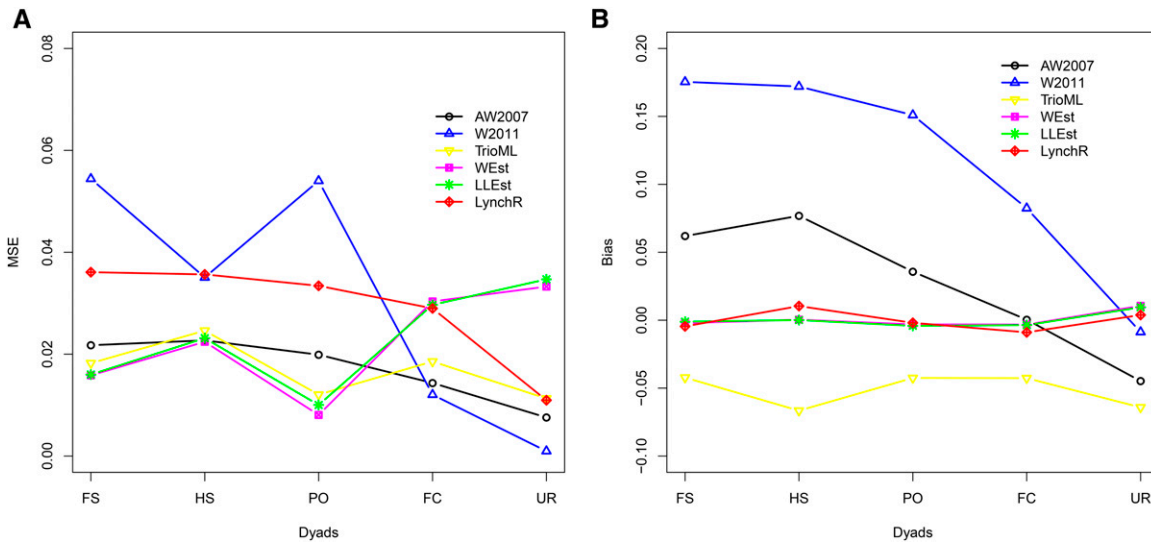 A
MSE
0.08
0.06
0.04
0.02
0.00
AW2007
W2011
TrioML
WEst
LLEst
LynchR
FS
HS
PO
FC
UR
Dyads
B
Bias
0.20
0.15
0.10
0.05
0.00
−0.05
−0.10
AW2007
W2011
TrioML
WEst
LLEst
LynchR
FS
HS
PO
FC
UR
Dyads